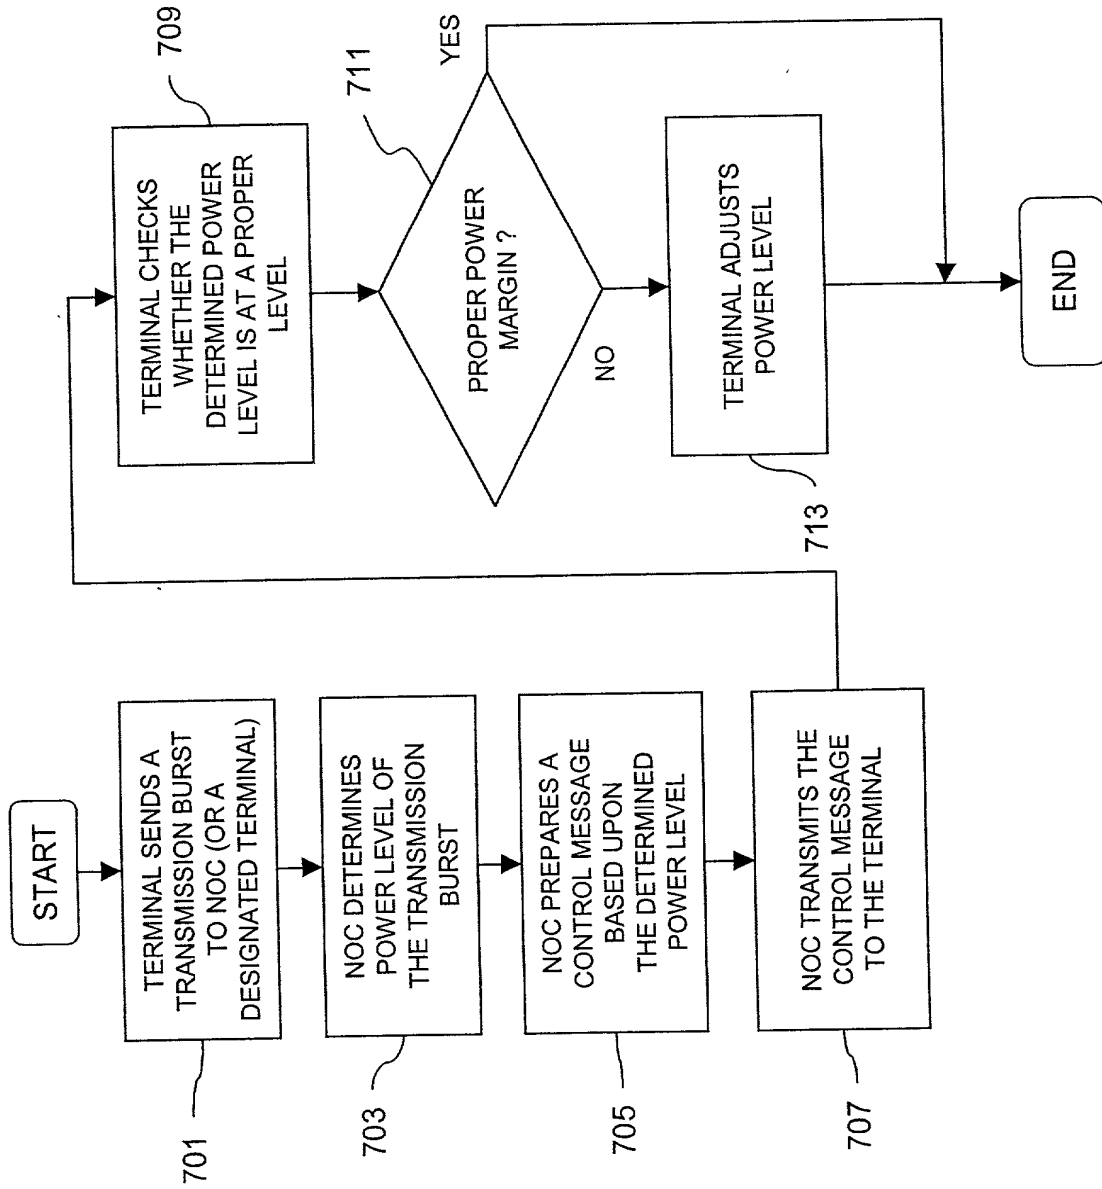 START
TERMINAL SENDS A
TRANSMISSION BURST
TO NOC (OR A
DESIGNATED TERMINAL)
701
NOC DETERMINES
POWER LEVEL OF
THE TRANSMISSION
BURST
703
NOC PREPARES A
CONTROL MESSAGE
BASED UPON
THE DETERMINED
POWER LEVEL
705
NOC TRANSMITS THE
CONTROL MESSAGE
TO THE TERMINAL
707
TERMINAL CHECKS
WHETHER THE
DETERMINED POWER
LEVEL IS AT A PROPER
LEVEL
709
PROPER POWER
MARGIN ?
711
YES
NO
TERMINAL ADJUSTS
POWER LEVEL
713
END